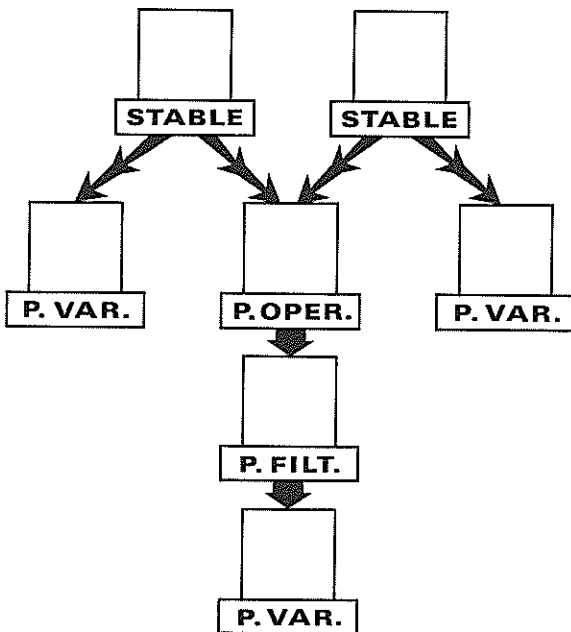 STABLE
STABLE
P. VAR.
P.OPER.
P. VAR.
P. FILT.
P. VAR.